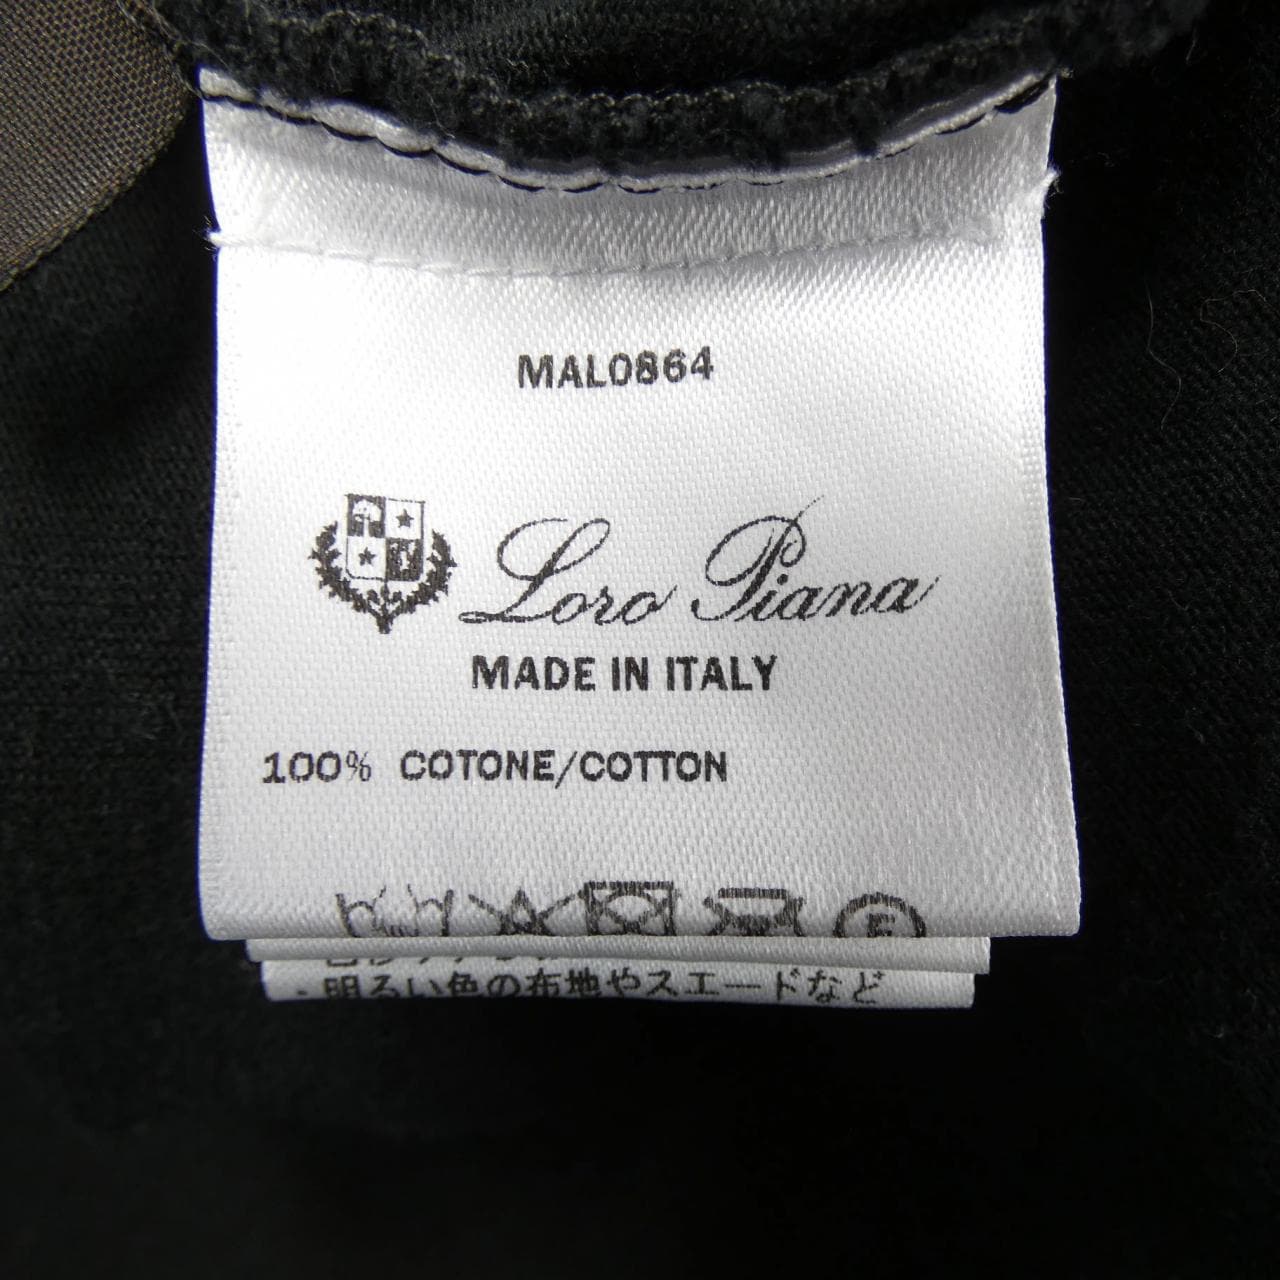 MAL0864
Loro Piana
MADE IN ITALY
100% COTONE/COTTON
F
・明るい色の布地やスエードなど